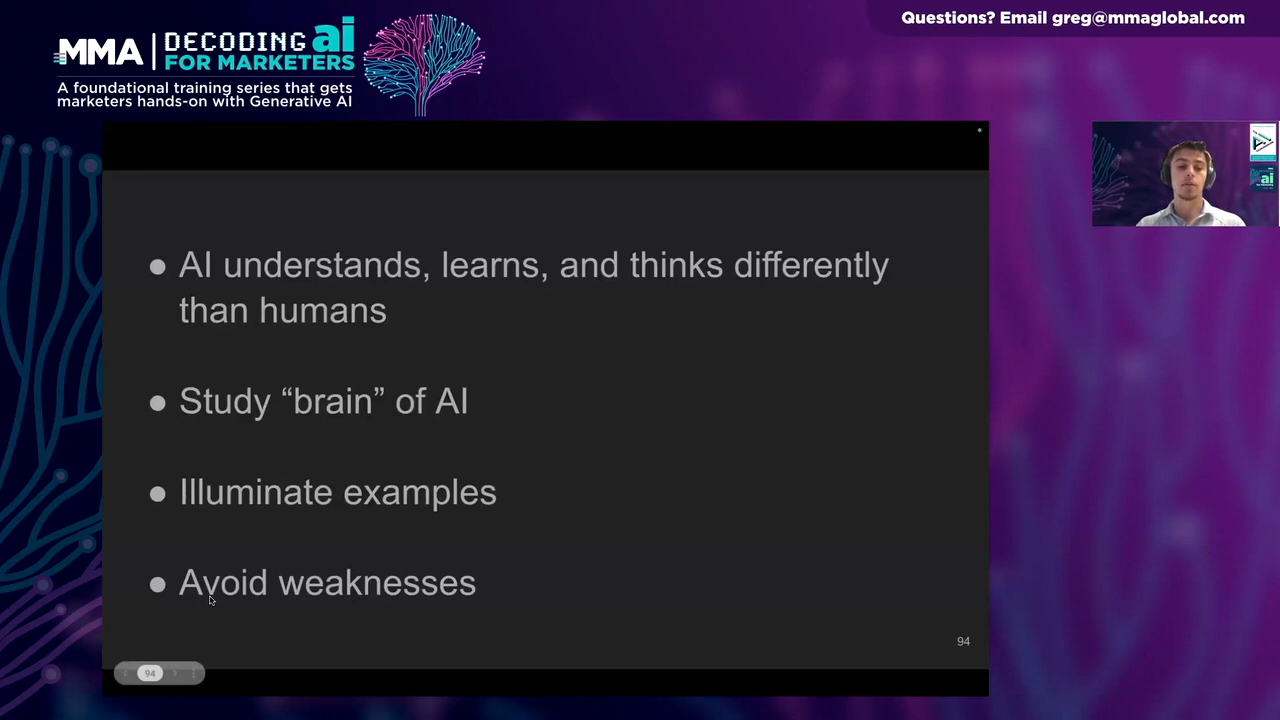 Questions? Email greg@mmaglobal.com
MMA | DECODING ai
FOR MARKETERS
A foundational training series that gets
marketers hands-on with Generative AI
● AI understands, learns, and thinks differently
than humans
● Study “brain” of AI
● Illuminate examples
● Avoid weaknesses
94
94
ai